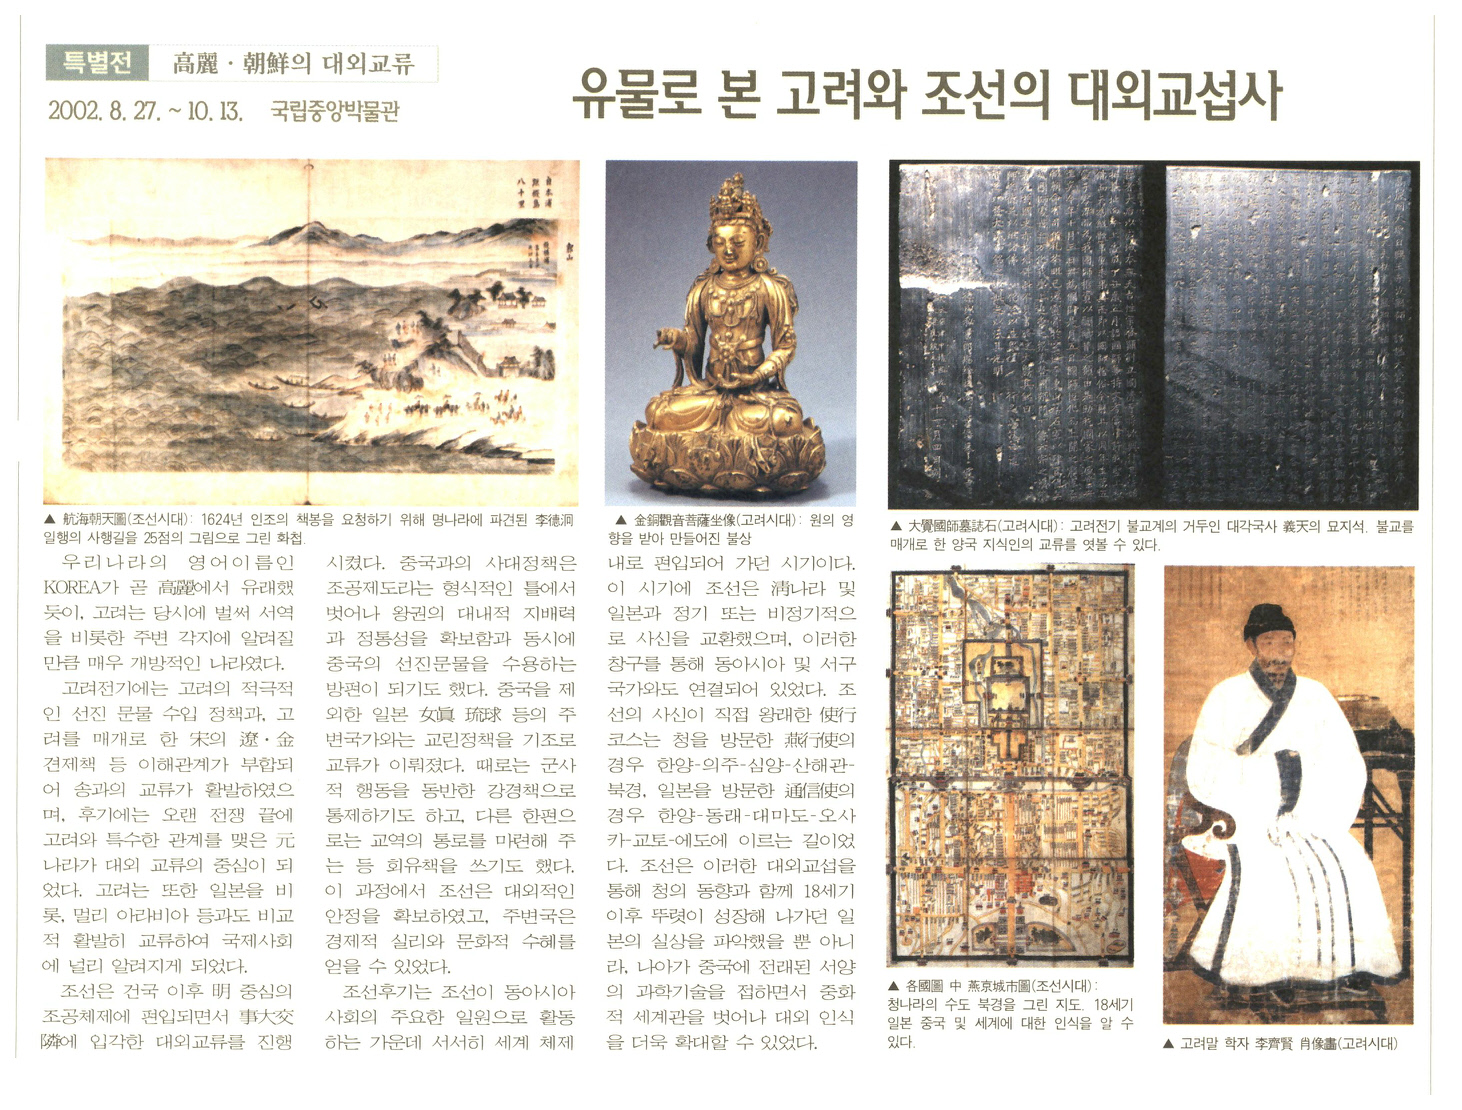 특별전
高麗 · 朝鮮의 대외교류
2002. 8. 27. ~ 10. 13. 국립중앙박물관
유물로 본 고려와 조선의 대외교섭사
▲ 航海朝天圖(조선시대): 1624년 인조의 책봉을 요청하기 위해 명나라에 파견된 李德泂
일행의 사행길을 25점의 그림으로 그린 화첩.
▲ 金銅觀音菩薩坐像(고려시대): 원의 영
향을 받아 만들어진 불상
▲ 大覺國師墓誌石(고려시대): 고려전기 불교계의 거두인 대각국사 義天의 묘지석. 불교를
매개로 한 양국 지식인의 교류를 엿볼 수 있다.
우리나라의 영어이름인
KOREA가 곧 高麗에서 유래했
듯이, 고려는 당시에 벌써 서역
을 비롯한 주변 각지에 알려질
만큼 매우 개방적인 나라였다.
고려전기에는 고려의 적극적
인 선진 문물 수입 정책과, 고
려를 매개로 한 宋의 遼·金
견제책 등 이해관계가 부합되
어 송과의 교류가 활발하였으
며, 후기에는 오랜 전쟁 끝에
고려와 특수한 관계를 맺은 元
나라가 대외 교류의 중심이 되
었다. 고려는 또한 일본을 비
롯, 멀리 아라비아 등과도 비교
적 활발히 교류하여 국제사회
에 널리 알려지게 되었다.
조선은 건국 이후 明 중심의
조공체제에 편입되면서 事大交
隣에 입각한 대외교류를 진행
시켰다. 중국과의 사대정책은
조공제도라는 형식적인 틀에서
벗어나 왕권의 대내적 지배력
과 정통성을 확보함과 동시에
중국의 선진문물을 수용하는
방편이 되기도 했다. 중국을 제
외한 일본 女眞 琉球 등의 주
변국가와는 교린정책을 기조로
교류가 이뤄졌다. 때로는 군사
적 행동을 동반한 강경책으로
통제하기도 하고, 다른 한편으
로는 교역의 통로를 마련해 주
는 등 회유책을 쓰기도 했다.
이 과정에서 조선은 대외적인
안정을 확보하였고, 주변국은
경제적 실리와 문화적 수혜를
얻을 수 있었다.
조선후기는 조선이 동아시아
사회의 주요한 일원으로 활동
하는 가운데 서서히 세계 체제
내로 편입되어 가던 시기이다.
이 시기에 조선은 淸나라 및
일본과 정기 또는 비정기적으
로 사신을 교환했으며, 이러한
창구를 통해 동아시아 및 서구
국가와도 연결되어 있었다. 조
선의 사신이 직접 왕래한 使行
코스는 청을 방문한 燕行使의
경우 한양-의주-심양-산해관-
북경, 일본을 방문한 通信使의
경우 한양-동래-대마도-오사
카-교토-에도에 이르는 길이었
다. 조선은 이러한 대외교섭을
통해 청의 동향과 함께 18세기
이후 뚜렷이 성장해 나가던 일
본의 실상을 파악했을 뿐 아니
라, 나아가 중국에 전래된 서양
의 과학기술을 접하면서 중화
적 세계관을 벗어나 대외 인식
을 더욱 확대할 수 있었다.
▲ 各國圖 中 燕京城市圖(조선시대):
청나라의 수도 북경을 그린 지도. 18세기
일본 중국 및 세계에 대한 인식을 알 수
있다.
▲ 고려말 학자 李齊賢 肖像畵(고려시대)